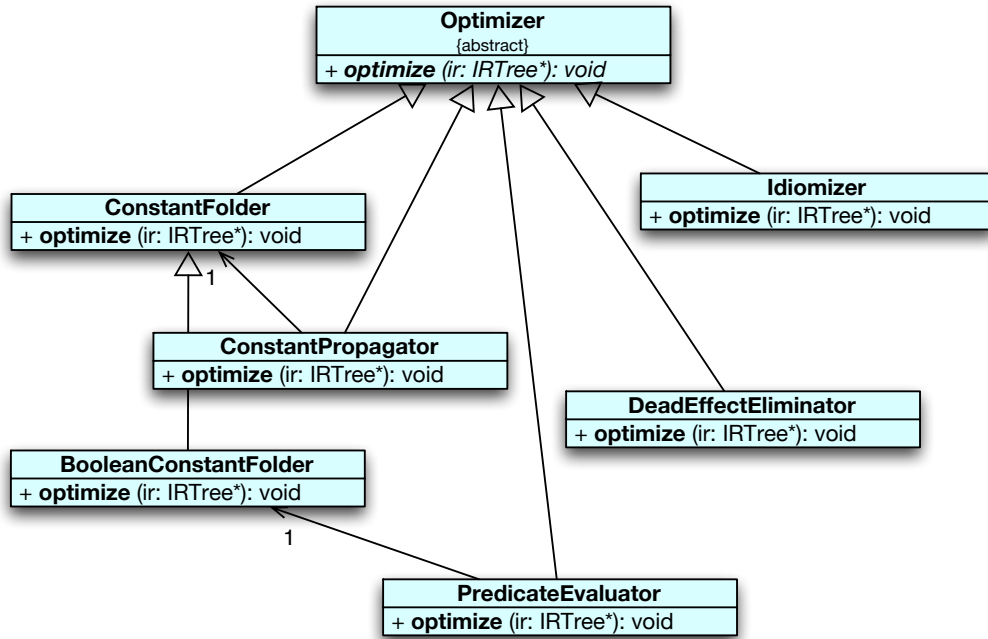 Optimizer
{abstract}
+ optimize (ir: IRTree*): void
Idiomizer
+ optimize (ir: IRTree*): void
ConstantFolder
+ optimize (ir: IRTree*): void
1
ConstantPropagator
+ optimize (ir: IRTree*): void
DeadEffectEliminator
+ optimize (ir: IRTree*): void
BooleanConstantFolder
+ optimize (ir: IRTree*): void
1
PredicateEvaluator
+ optimize (ir: IRTree*): void